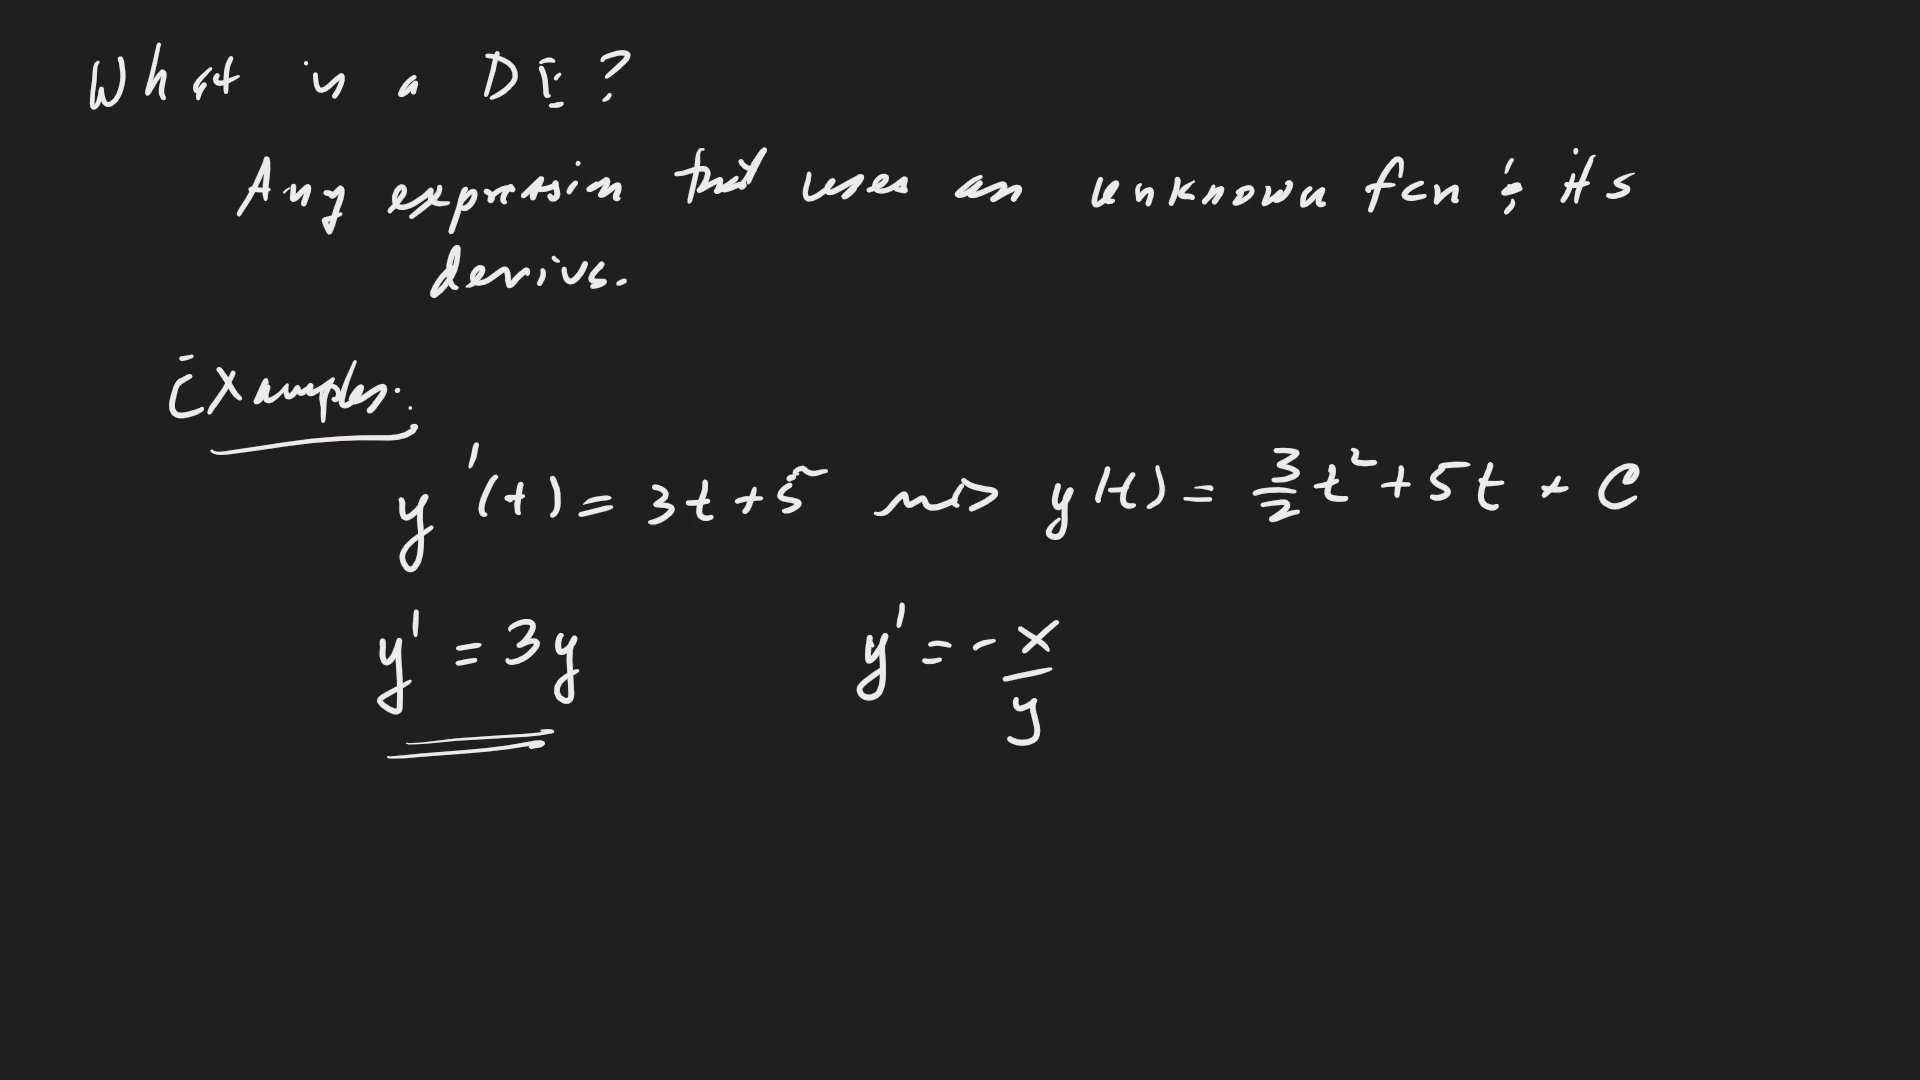 What is a DE?
Any expression that uses an unknown fcn & its
derivs.
Examples:
y'(t) = 3t + 5 ⇝ y(t) = 3/2 t² + 5t + C
y' = 3y y' = - x/y